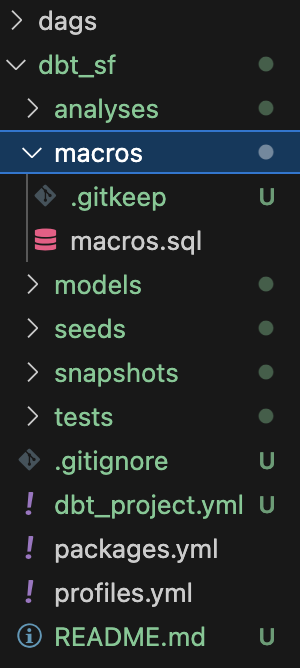 dags
dbt_sf
analyses
macros
.gitkeep U
macros.sql
models
seeds
snapshots
tests
.gitignore U
! dbt_project.yml U
! packages.yml
! profiles.yml
README.md U